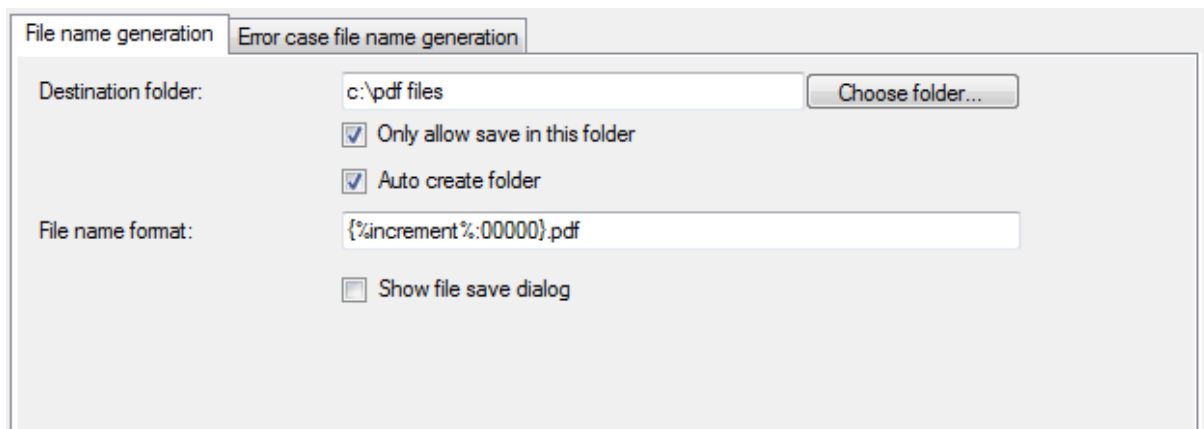 File name generation Error case file name generation
Destination folder: c:\pdf files Choose folder...
Only allow save in this folder
Auto create folder
File name format: {%increment%:00000}.pdf
Show file save dialog